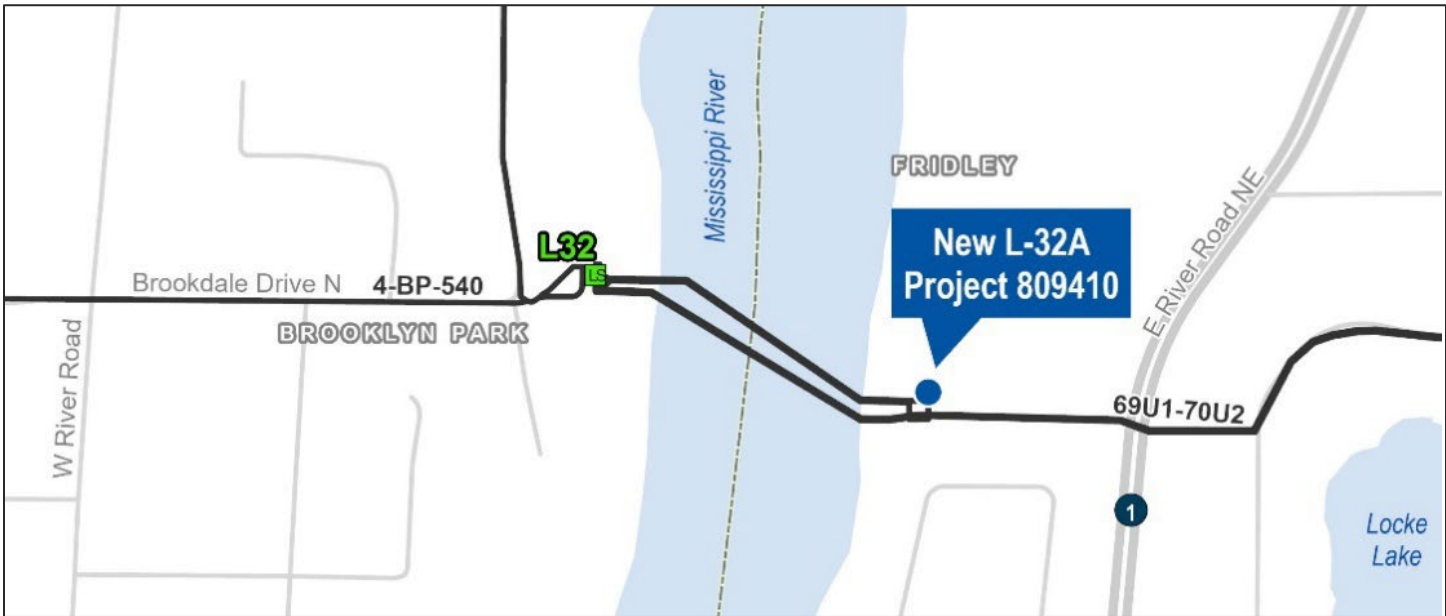 Mississippi River
FRIDLEY
New L-32A
Project 809410
E River Road NE
L32
LS
Brookdale Drive N
4-BP-540
BROOKLYN PARK
W River Road
69U1-70U2
1
Locke
Lake